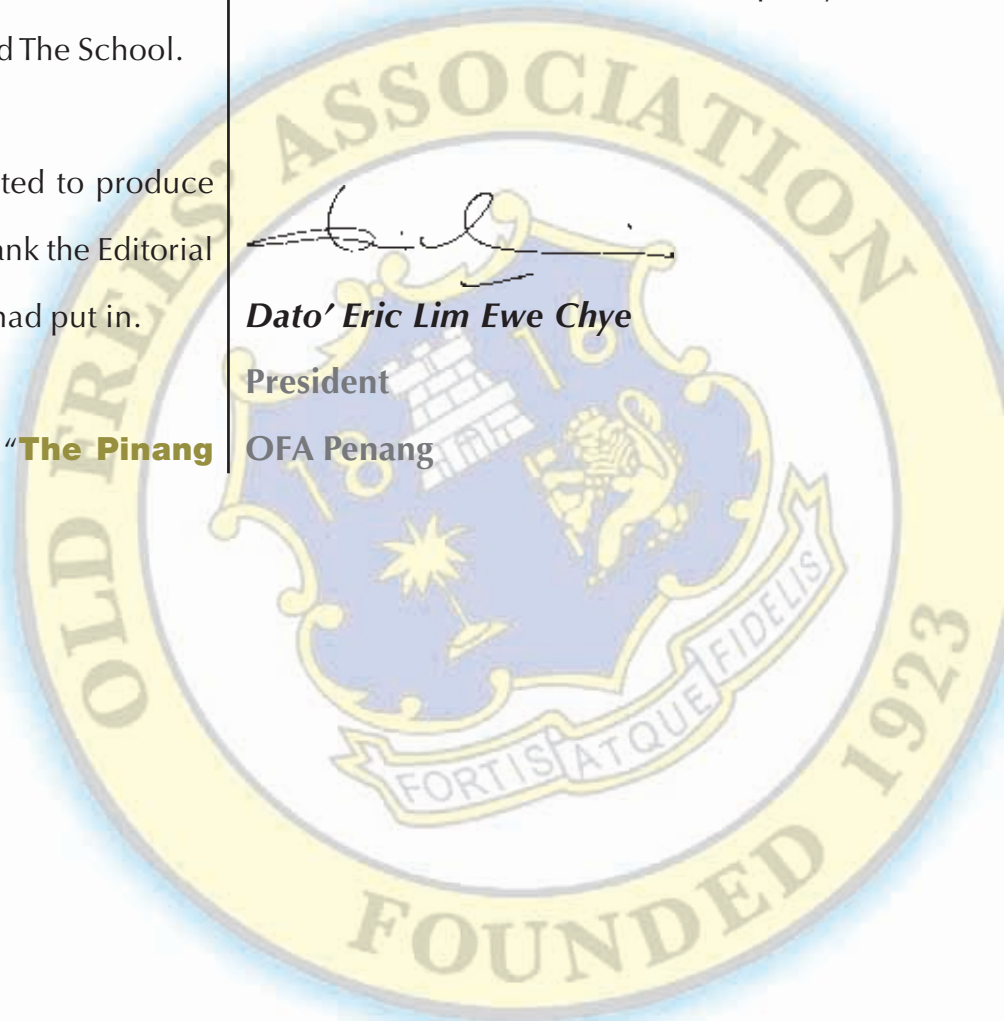 d The School.
ted to produce
ank the Editorial
had put in.
"The Pinang
Dato' Eric Lim Ewe Chye
President
OFA Penang
OLD FREES' ASSOCIATION
FOUNDED 1923
1816
FORTIS ATQUE FIDELIS